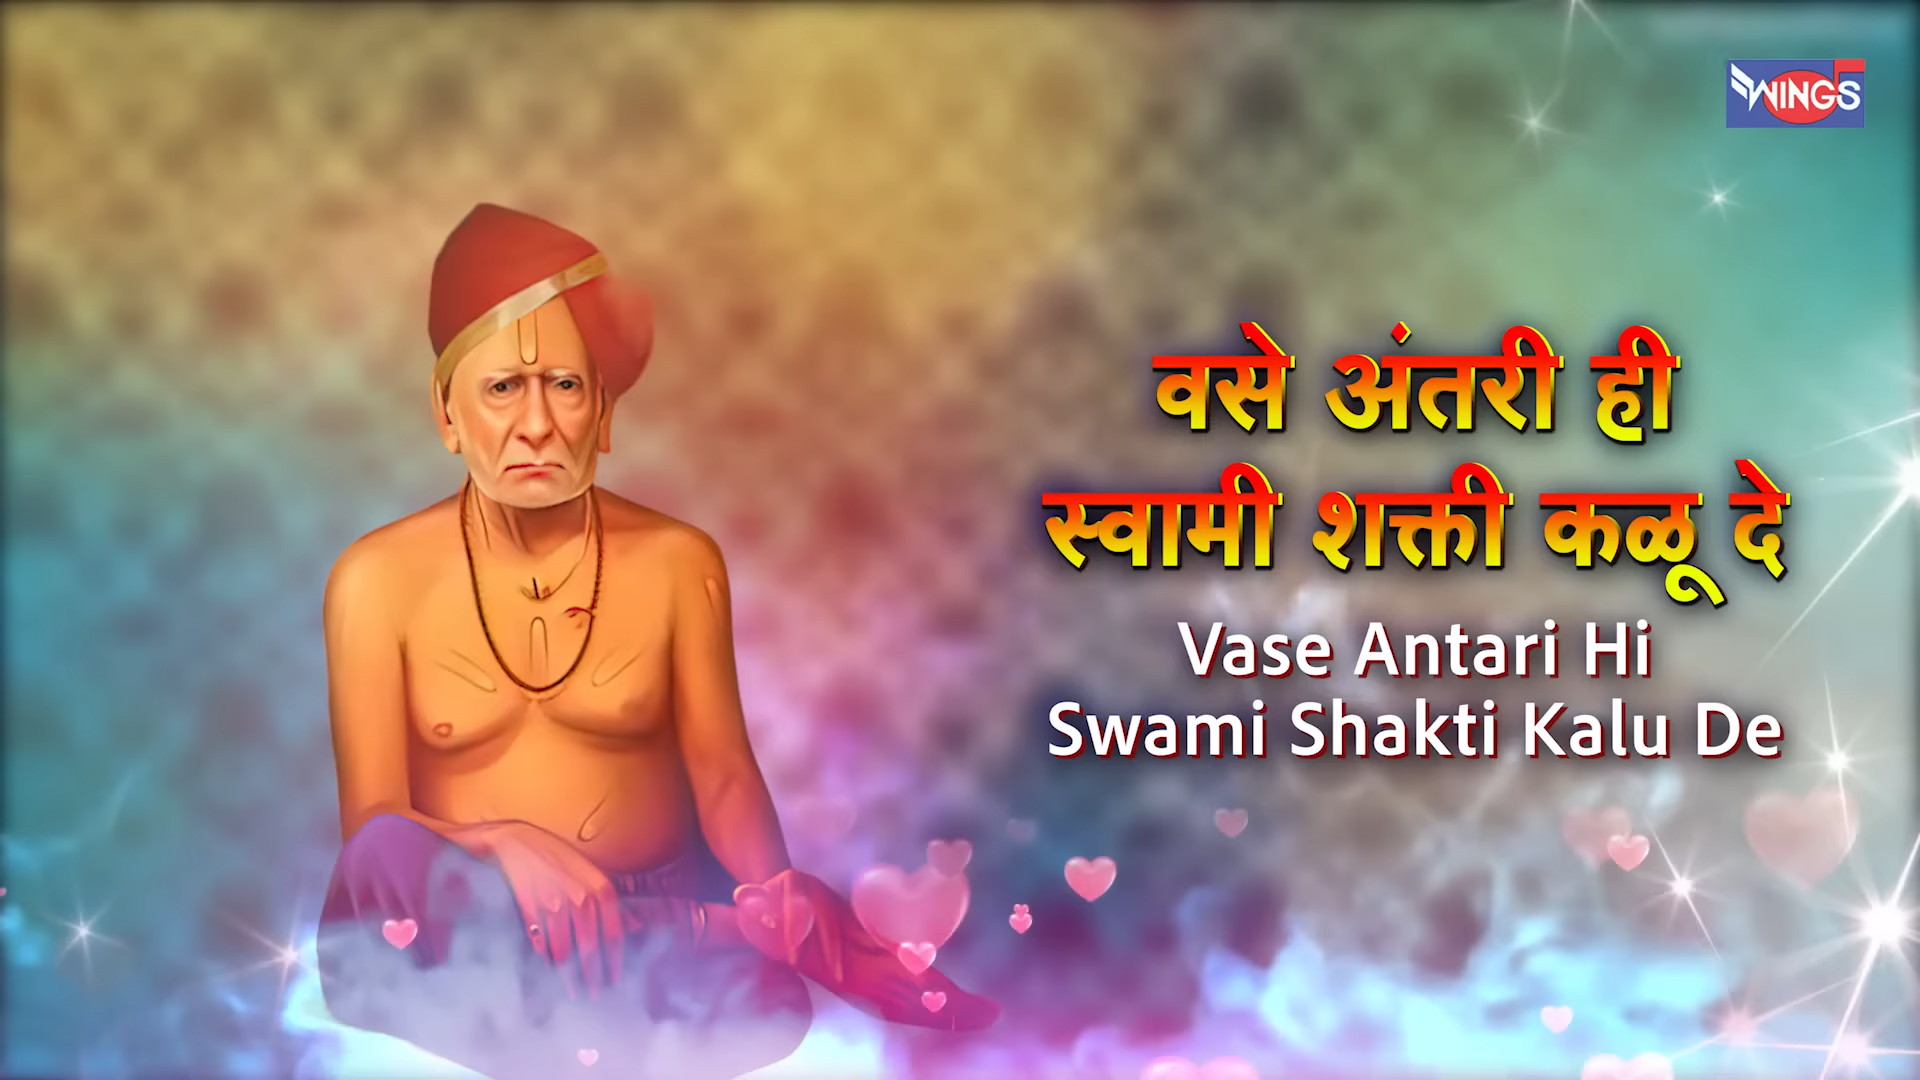 WINGS
वसे अंतरी ही
स्वामी शक्ती कळू दे
Vase Antari Hi
Swami Shakti Kalu De